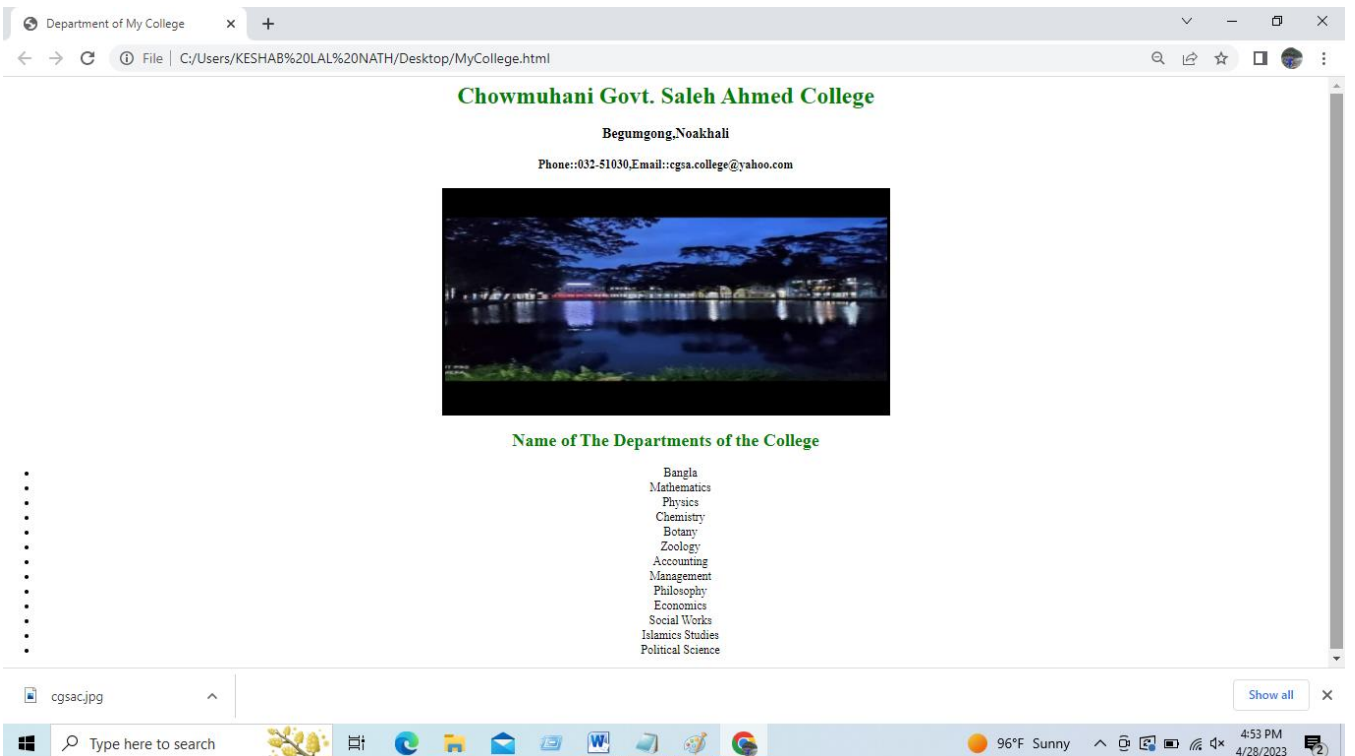 Department of My College
File | C:/Users/KESHAB%20LAL%20NATH/Desktop/MyCollege.html
Chowmuhani Govt. Saleh Ahmed College
Begumgong,Noakhali
Phone::032-51030,Email::cgsa.college@yahoo.com
Name of The Departments of the College
Bangla
Mathematics
Physics
Chemistry
Botany
Zoology
Accounting
Management
Philosophy
Economics
Social Works
Islamics Studies
Political Science
cgsac.jpg
Show all
Type here to search
96°F Sunny
4:53 PM
4/28/2023
2